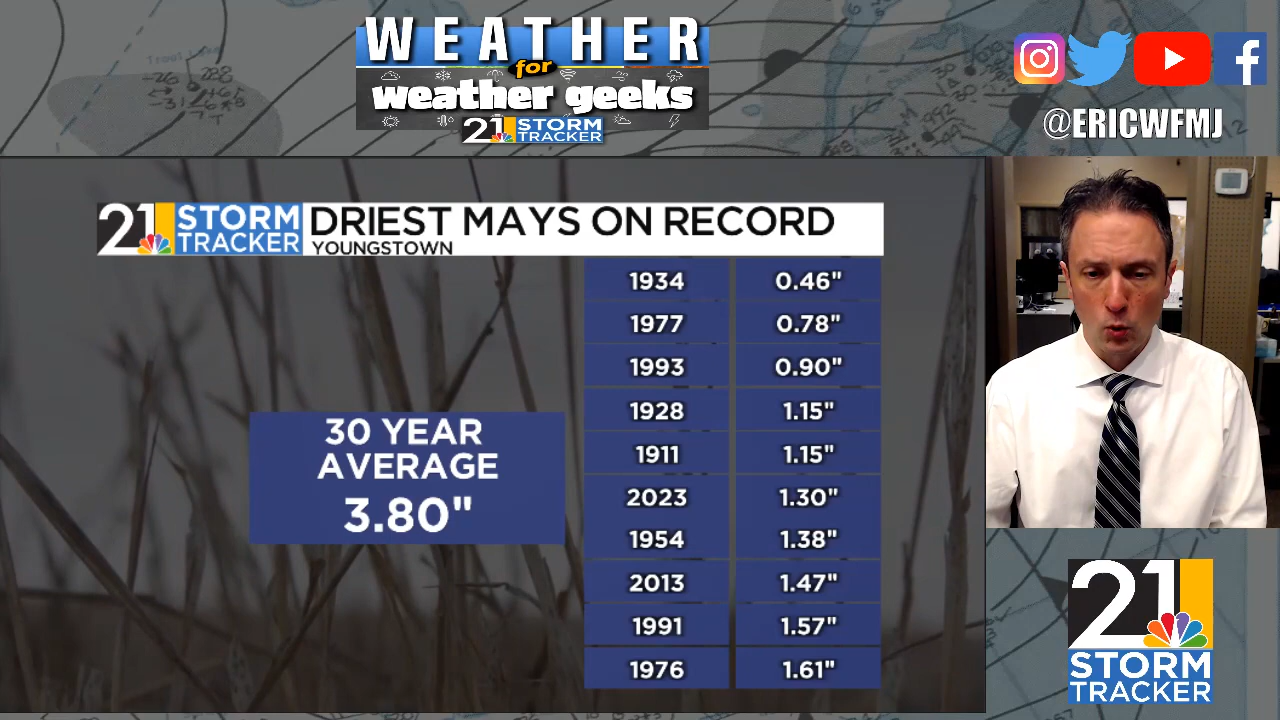 WEATHER
for
weather geeks
21 STORM
TRACKER
@ERICWFMJ
21 STORM
TRACKER
DRIEST MAYS ON RECORD
YOUNGSTOWN
1934 0.46"
1977 0.78"
1993 0.90"
1928 1.15"
1911 1.15"
2023 1.30"
1954 1.38"
2013 1.47"
1991 1.57"
1976 1.61"
30 YEAR
AVERAGE
3.80"
21
STORM
TRACKER